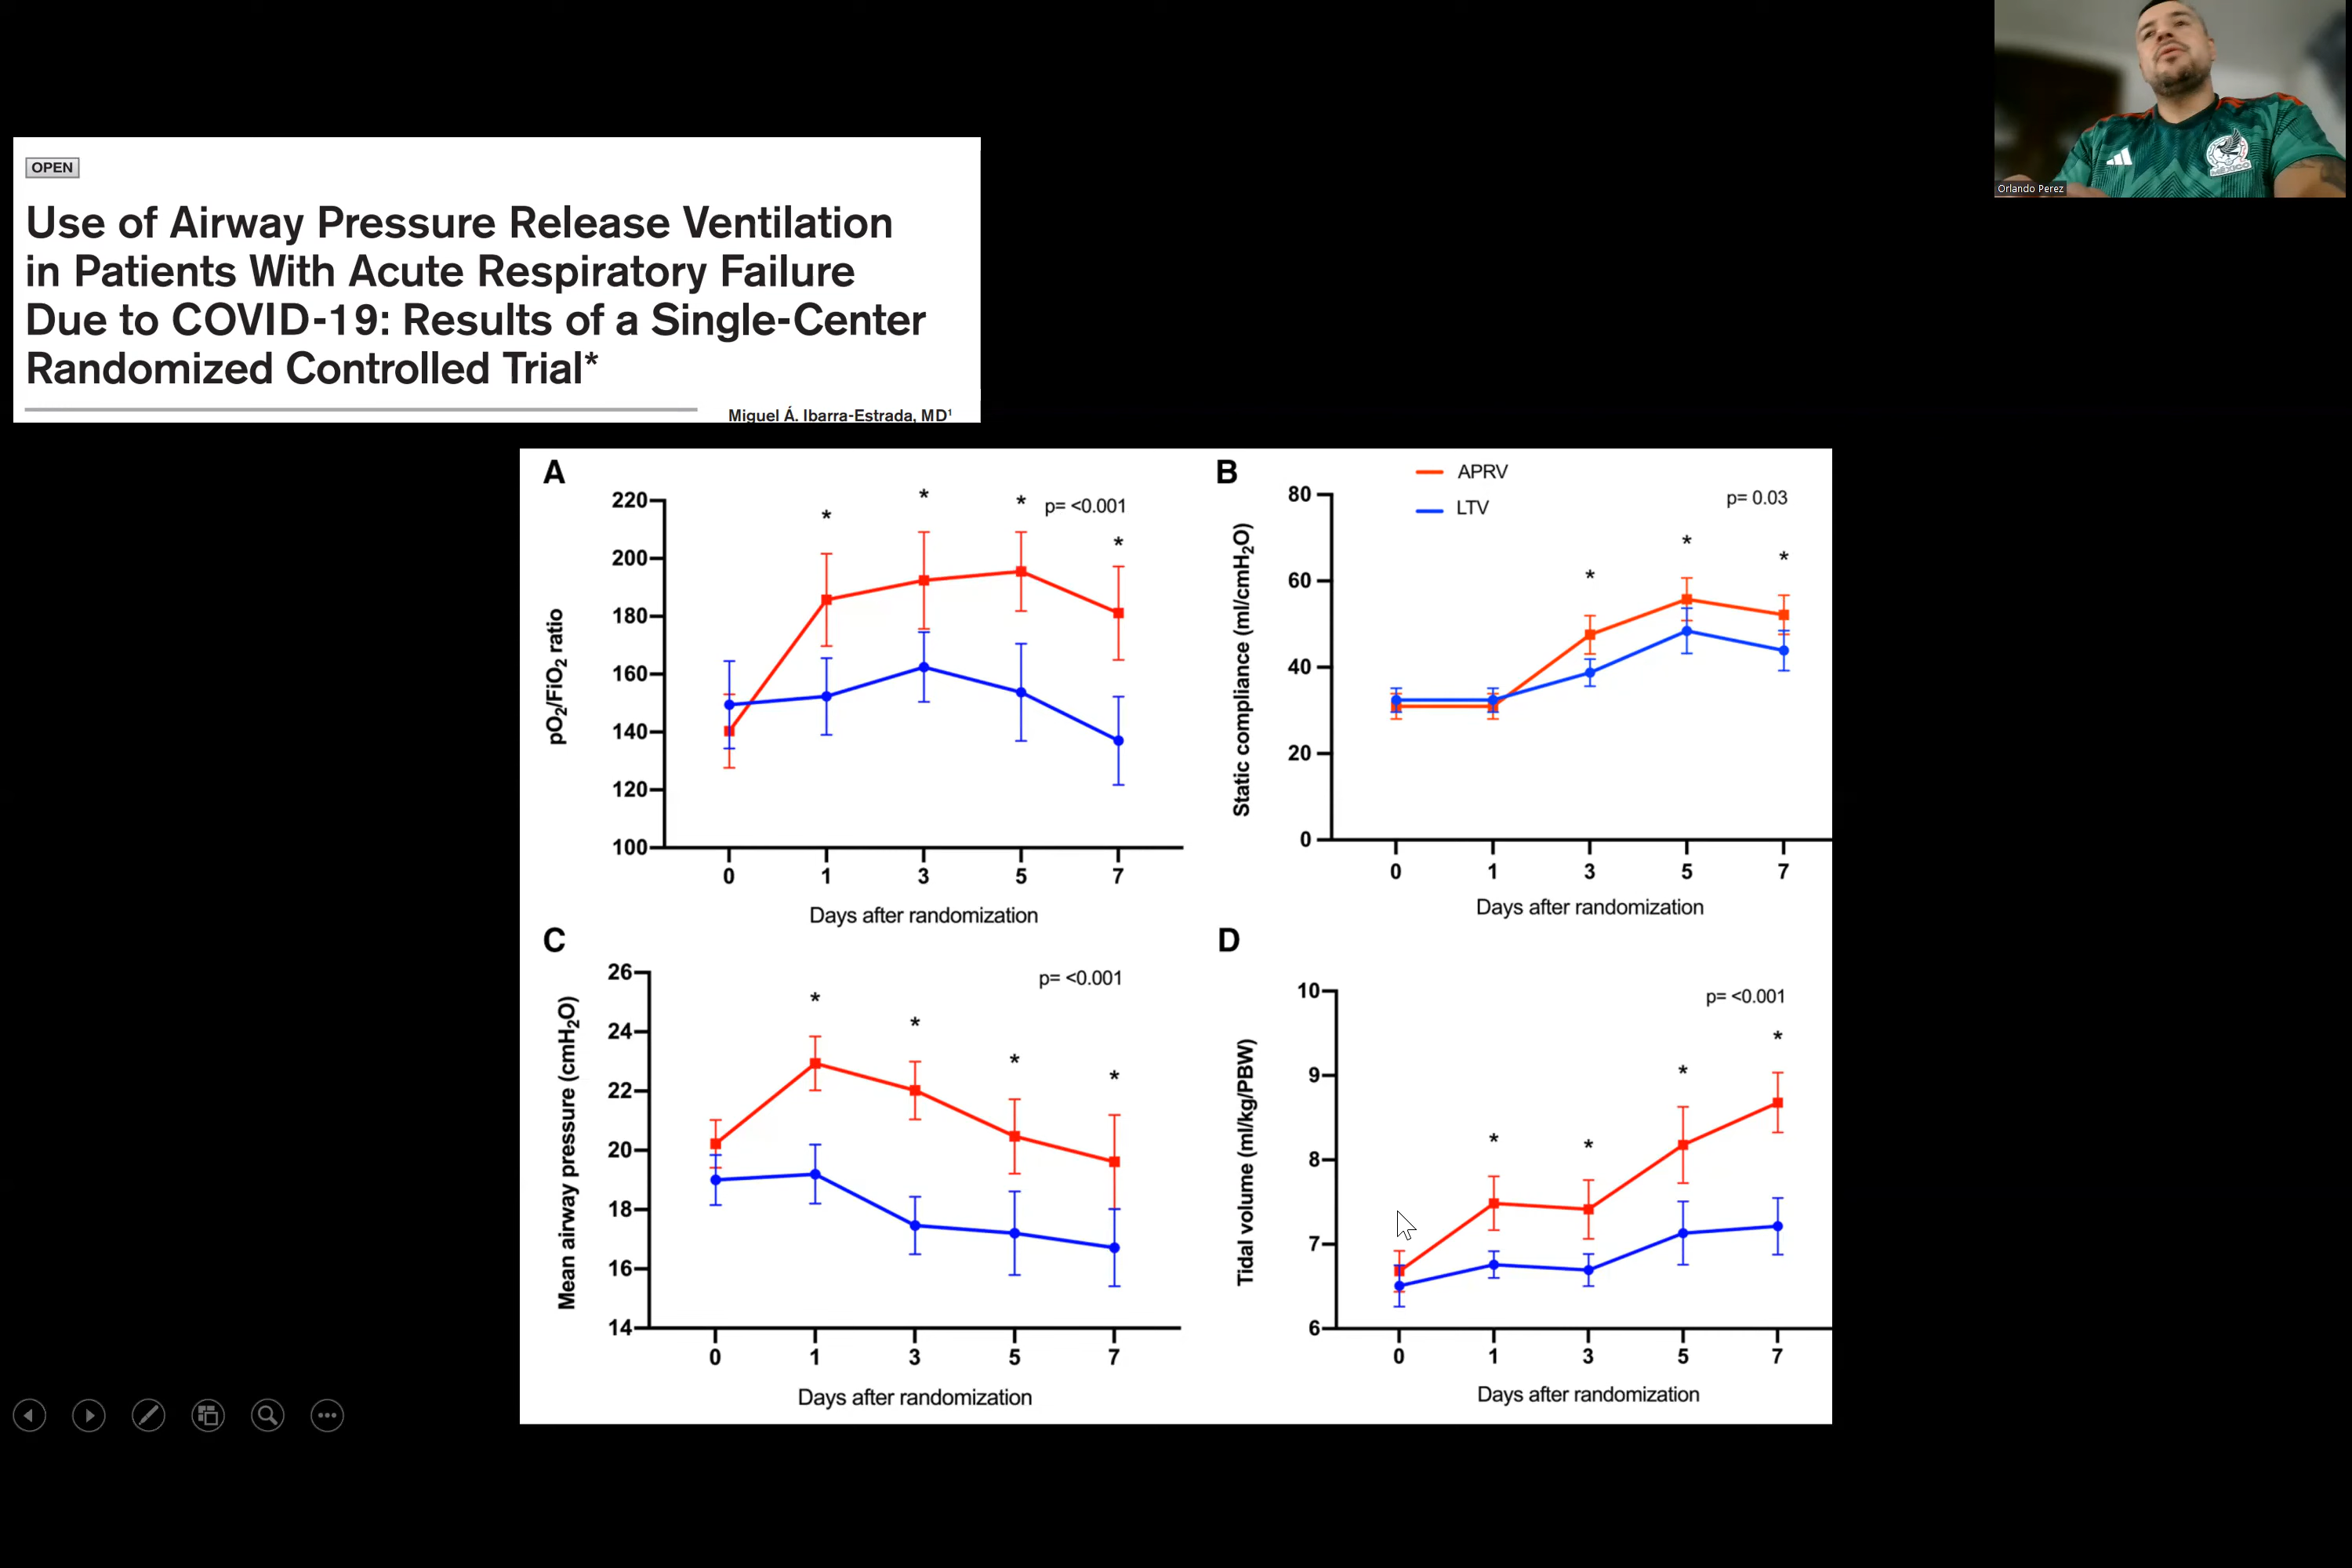 OPEN
Use of Airway Pressure Release Ventilation
in Patients With Acute Respiratory Failure
Due to COVID-19: Results of a Single-Center
Randomized Controlled Trial*
Miguel Á. Ibarra-Estrada, MD¹
Orlando Perez
MEXICO
A
pO₂/FiO₂ ratio
220
200
180
160
140
120
100
* * * *
p= <0.001
0 1 3 5 7
Days after randomization
B
APRV
LTV
p= 0.03
Static compliance (ml/cmH₂O)
80
60
40
20
0
* * *
0 1 3 5 7
Days after randomization
C
Mean airway pressure (cmH₂O)
26
24
22
20
18
16
14
* * * *
p= <0.001
0 1 3 5 7
Days after randomization
D
Tidal volume (ml/kg/PBW)
10
9
8
7
6
* * * *
p= <0.001
0 1 3 5 7
Days after randomization